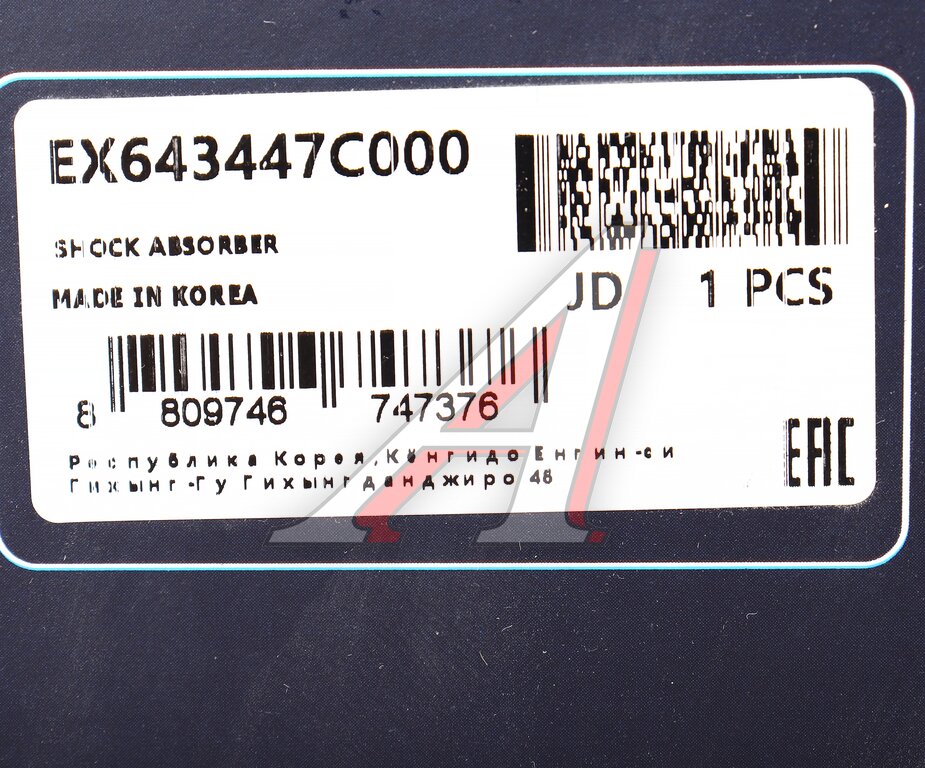 EX643447C000
SHOCK ABSORBER
MADE IN KOREA
JD 1 PCS
8 809746 747376
Республика Корея,Кёнгидо Енгин-си
Гихынг-Гу Гихынгданджиро 46
EAC